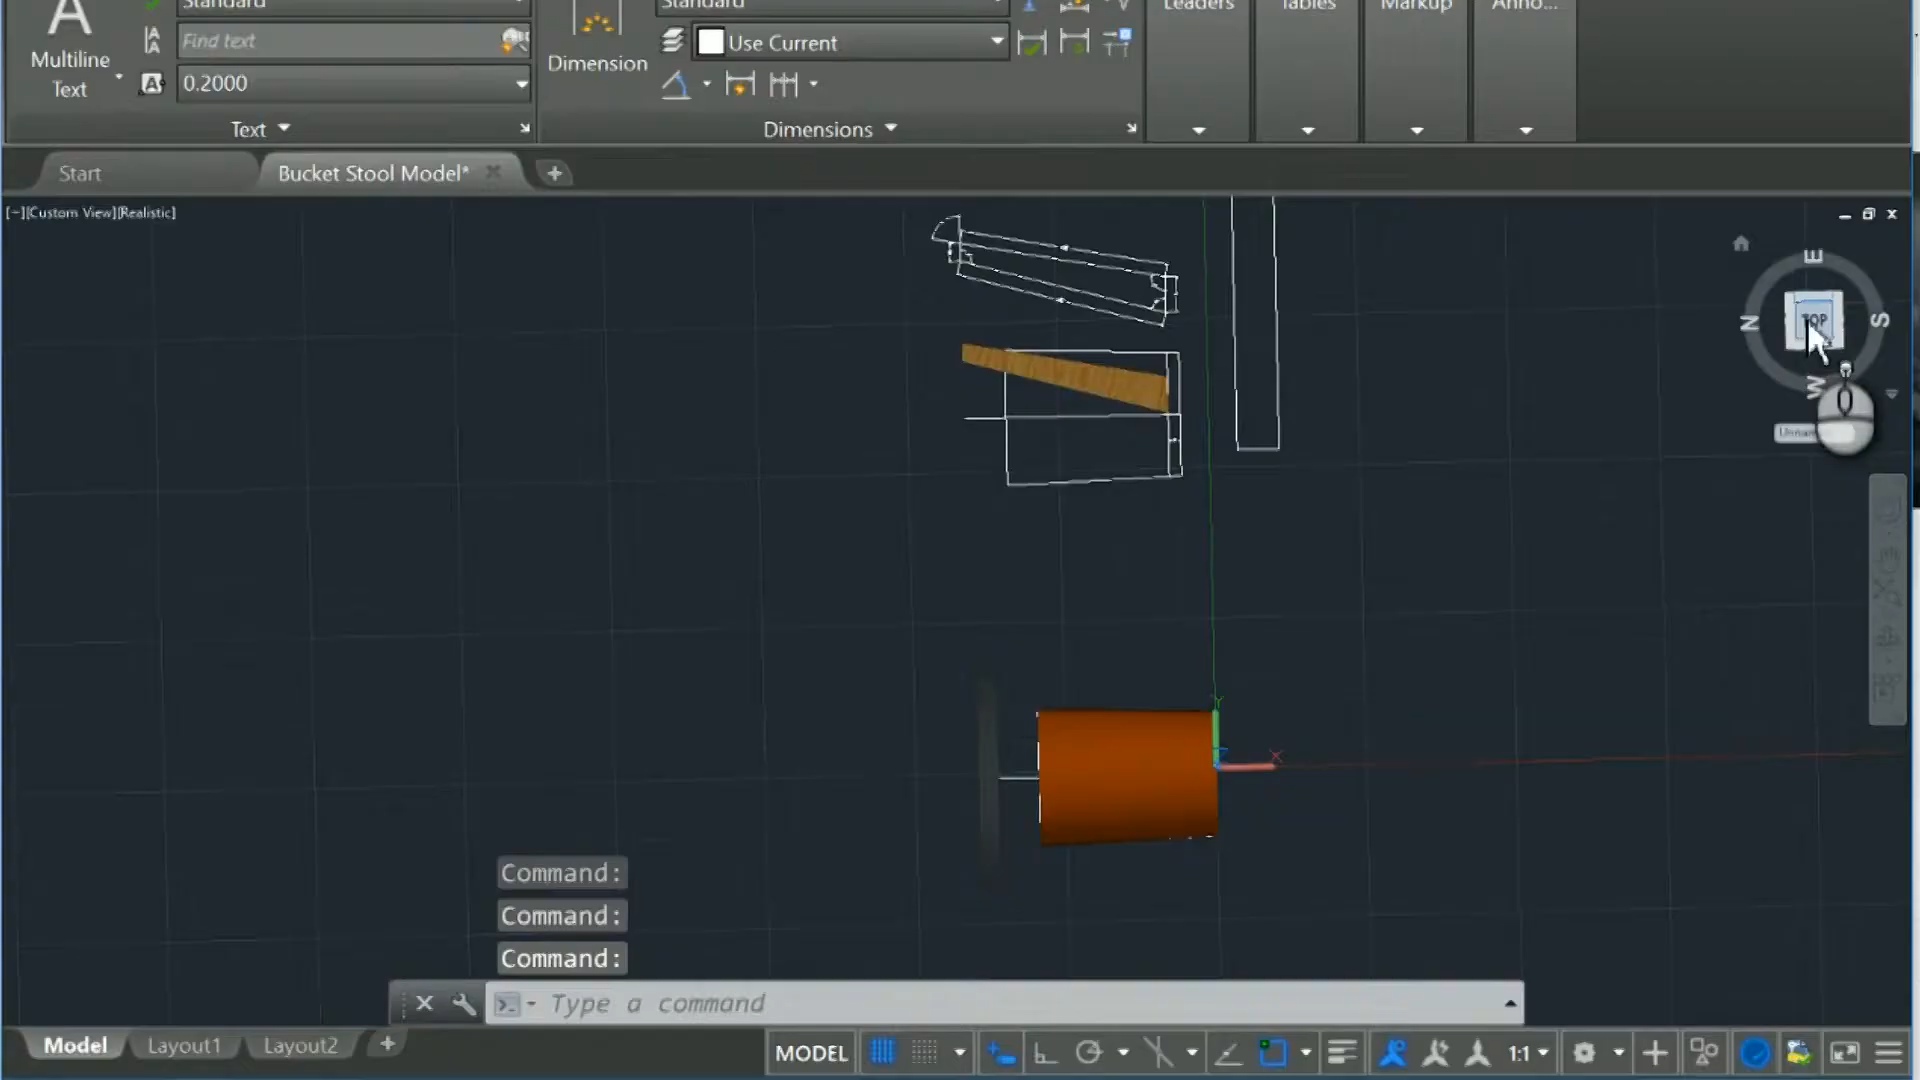 Standard
Standard
Leaders
Tables
Markup
Anno...
A
Multiline
Text
Find text
0.2000
Dimension
Use Current
Text
Dimensions
Start
Bucket Stool Model*
[−][Custom View][Realistic]
E
N
TOP
S
W
Y
X
Command:
Command:
Command:
Type a command
Model
Layout1
Layout2
MODEL
1:1